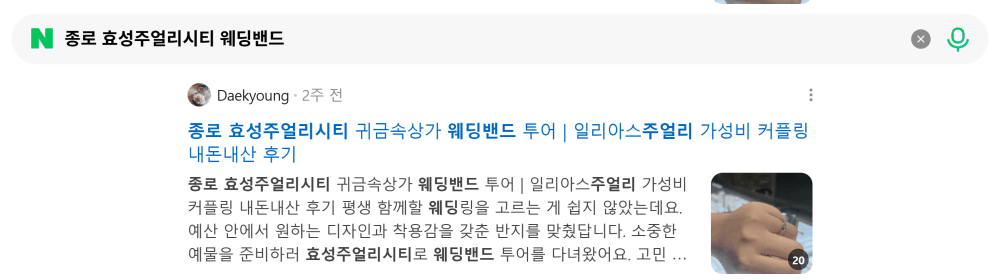 종로 효성주얼리시티 웨딩밴드
Daekyoung · 2주 전
종로 효성주얼리시티 귀금속상가 웨딩밴드 투어 | 일리아스주얼리 가성비 커플링
내돈내산 후기
종로 효성주얼리시티 귀금속상가 웨딩밴드 투어 | 일리아스주얼리 가성비
커플링 내돈내산 후기 평생 함께할 웨딩링을 고르는 게 쉽지 않았는데요.
예산 안에서 원하는 디자인과 착용감을 갖춘 반지를 맞췄답니다. 소중한
예물을 준비하러 효성주얼리시티로 웨딩밴드 투어를 다녀왔어요. 고민 ...
20